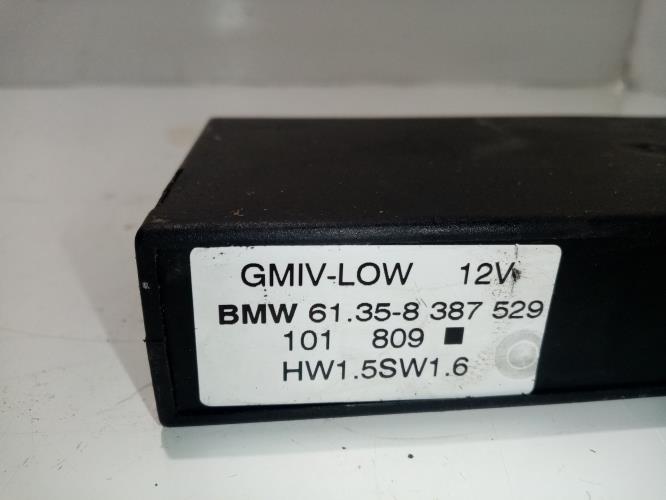 GMIV-LOW 12V
BMW 61.35-8 387 529
101 809 ■
HW1.5SW1.6